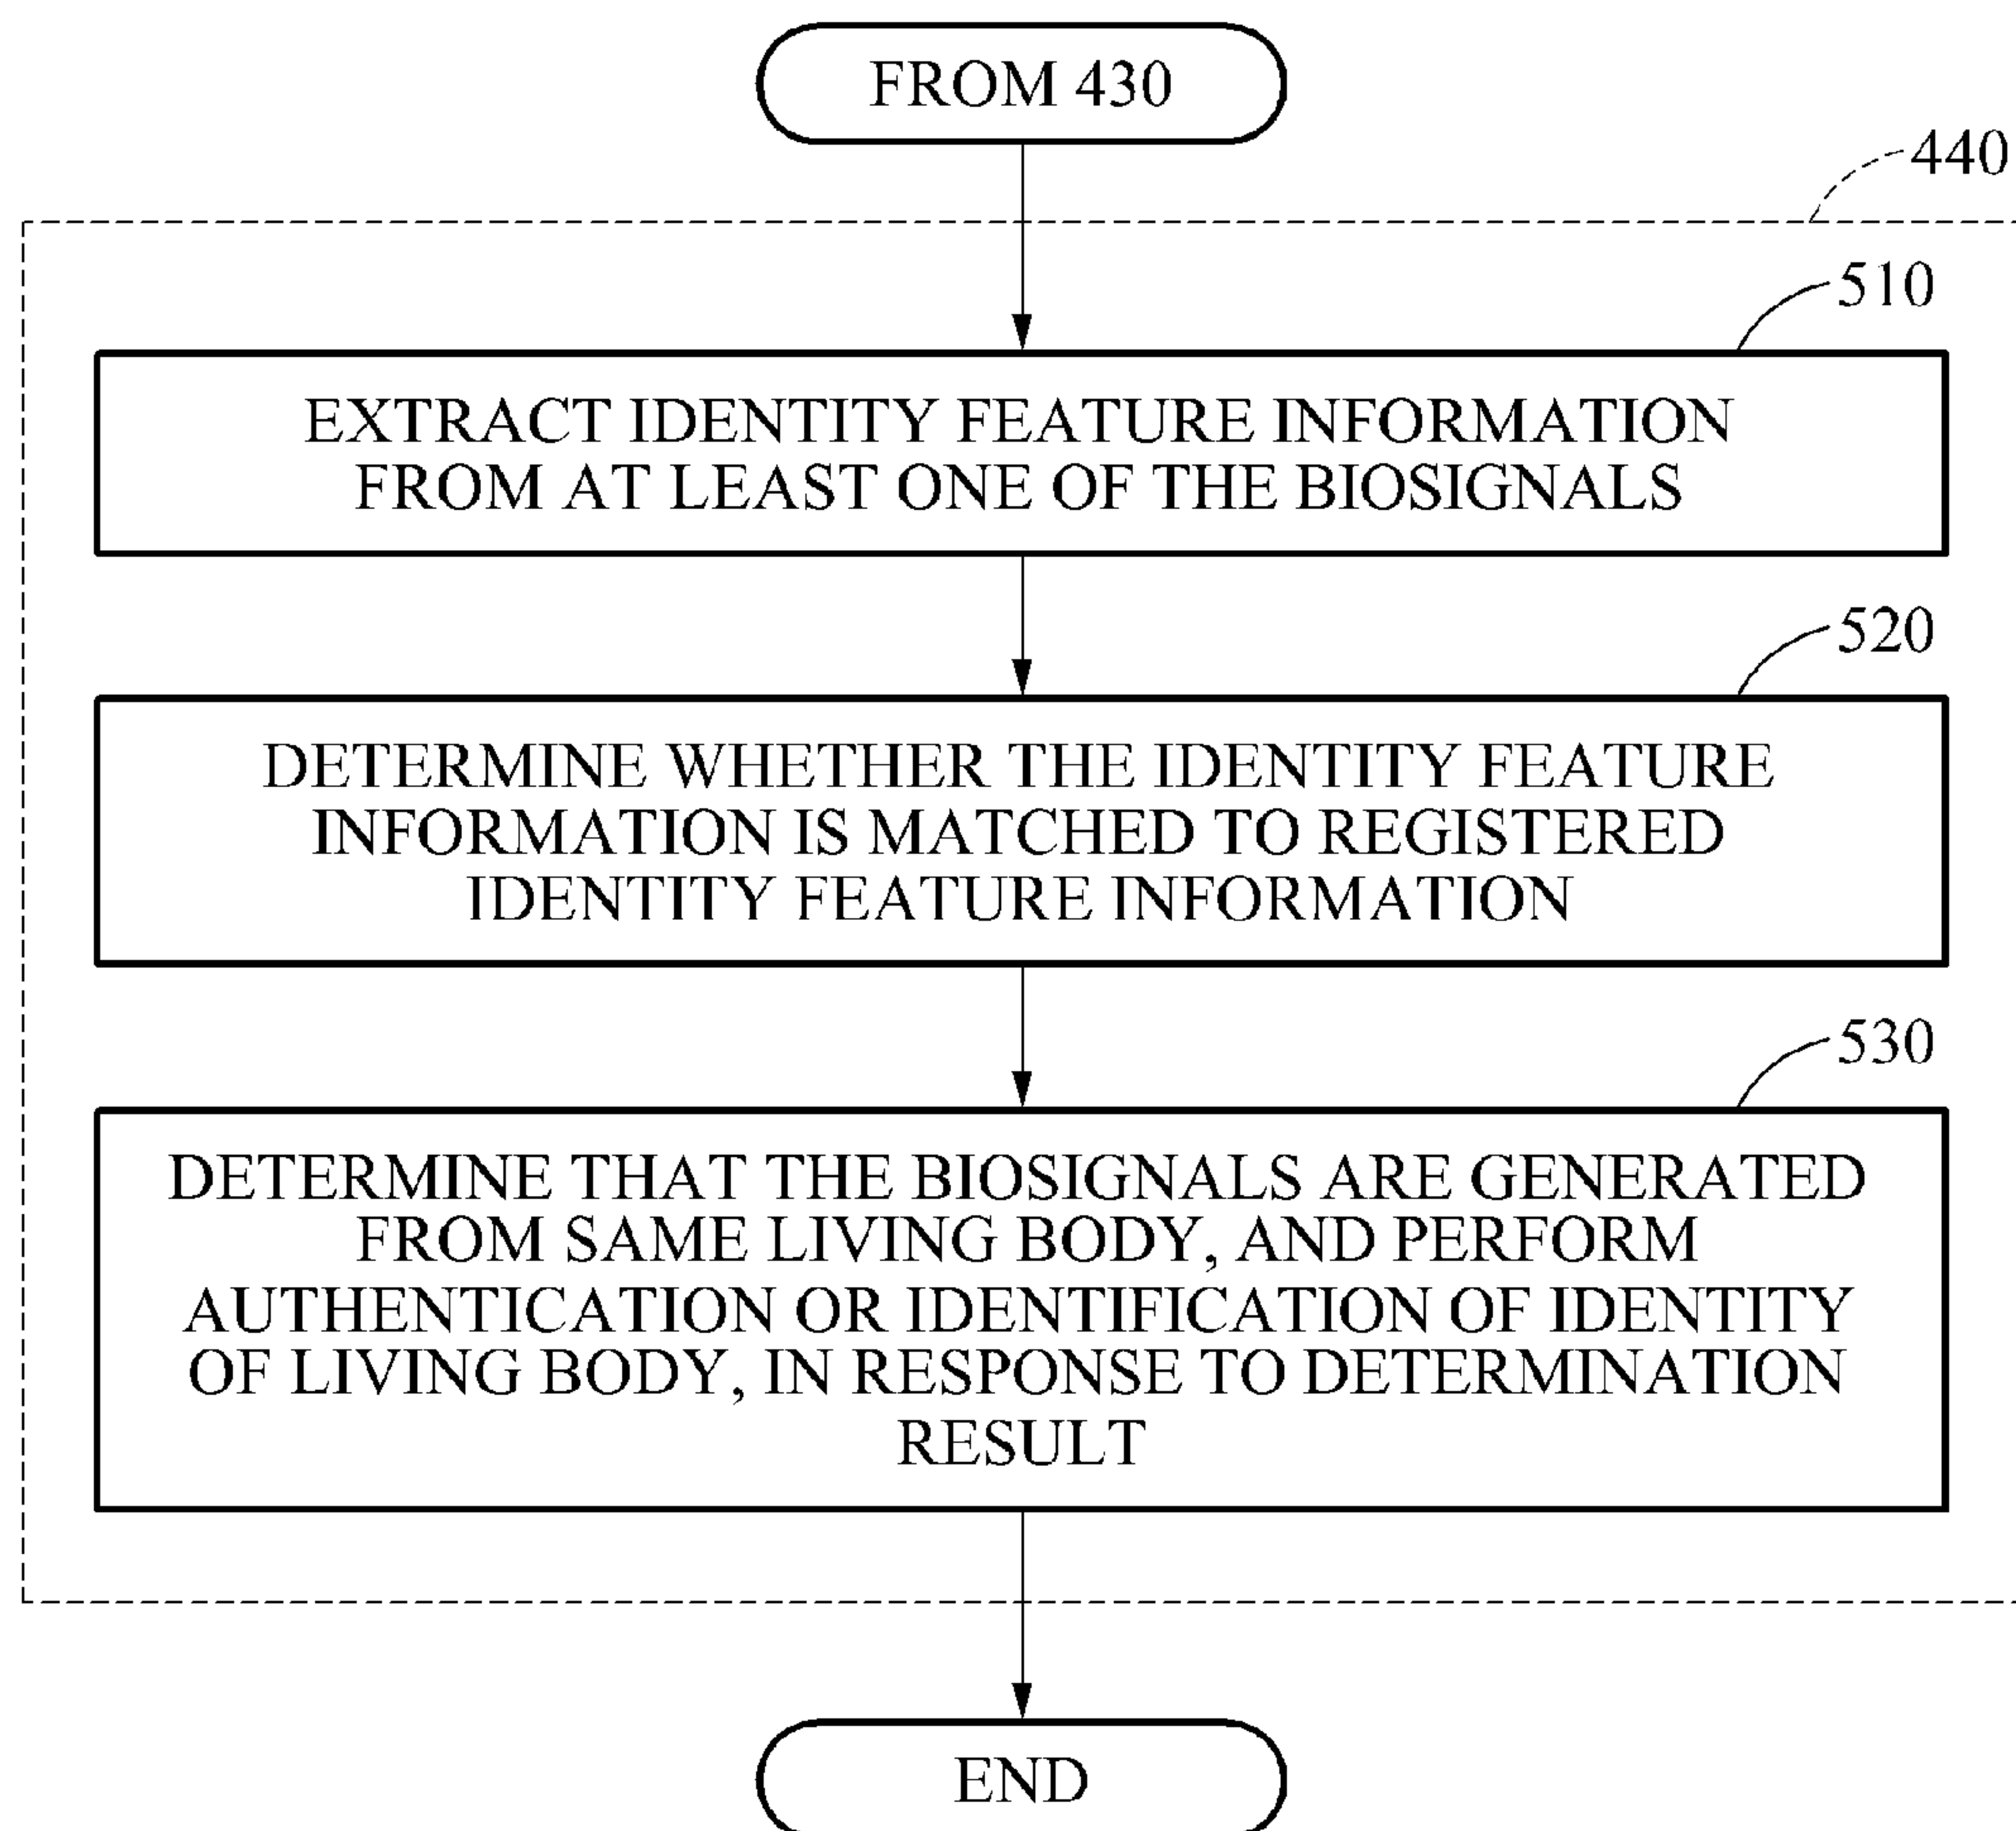 FROM 430
440
510
EXTRACT IDENTITY FEATURE INFORMATION
FROM AT LEAST ONE OF THE BIOSIGNALS
520
DETERMINE WHETHER THE IDENTITY FEATURE
INFORMATION IS MATCHED TO REGISTERED
IDENTITY FEATURE INFORMATION
530
DETERMINE THAT THE BIOSIGNALS ARE GENERATED
FROM SAME LIVING BODY, AND PERFORM
AUTHENTICATION OR IDENTIFICATION OF IDENTITY
OF LIVING BODY, IN RESPONSE TO DETERMINATION
RESULT
END